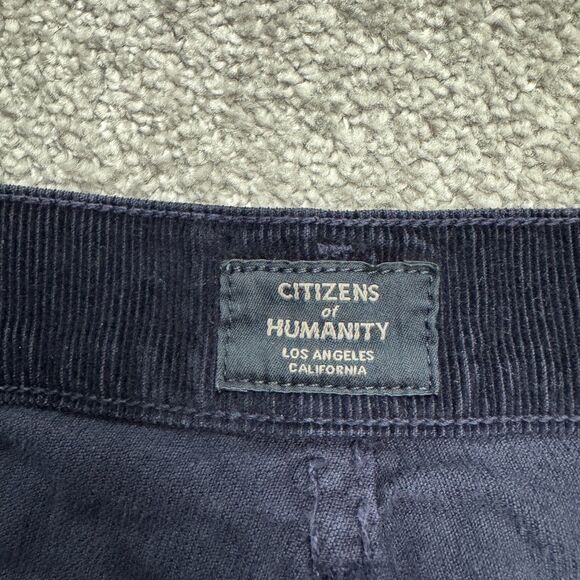 CITIZENS
of
HUMANITY
LOS ANGELES
CALIFORNIA